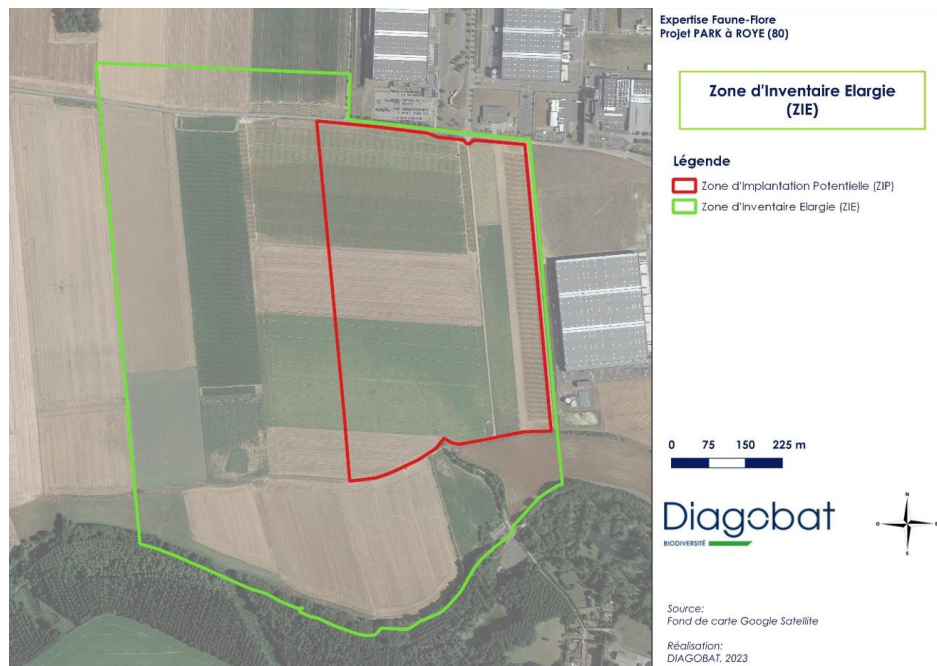 Expertise Faune-Flore
Projet PARK à ROYE (80)
Zone d'Inventaire Elargie
(ZIE)
Légende
Zone d'Implantation Potentielle (ZIP)
Zone d'Inventaire Elargie (ZIE)
0 75 150 225 m
Diagobat
BIODIVERSITÉ
N
O E
S
Source:
Fond de carte Google Satellite
Réalisation:
DIAGOBAT, 2023